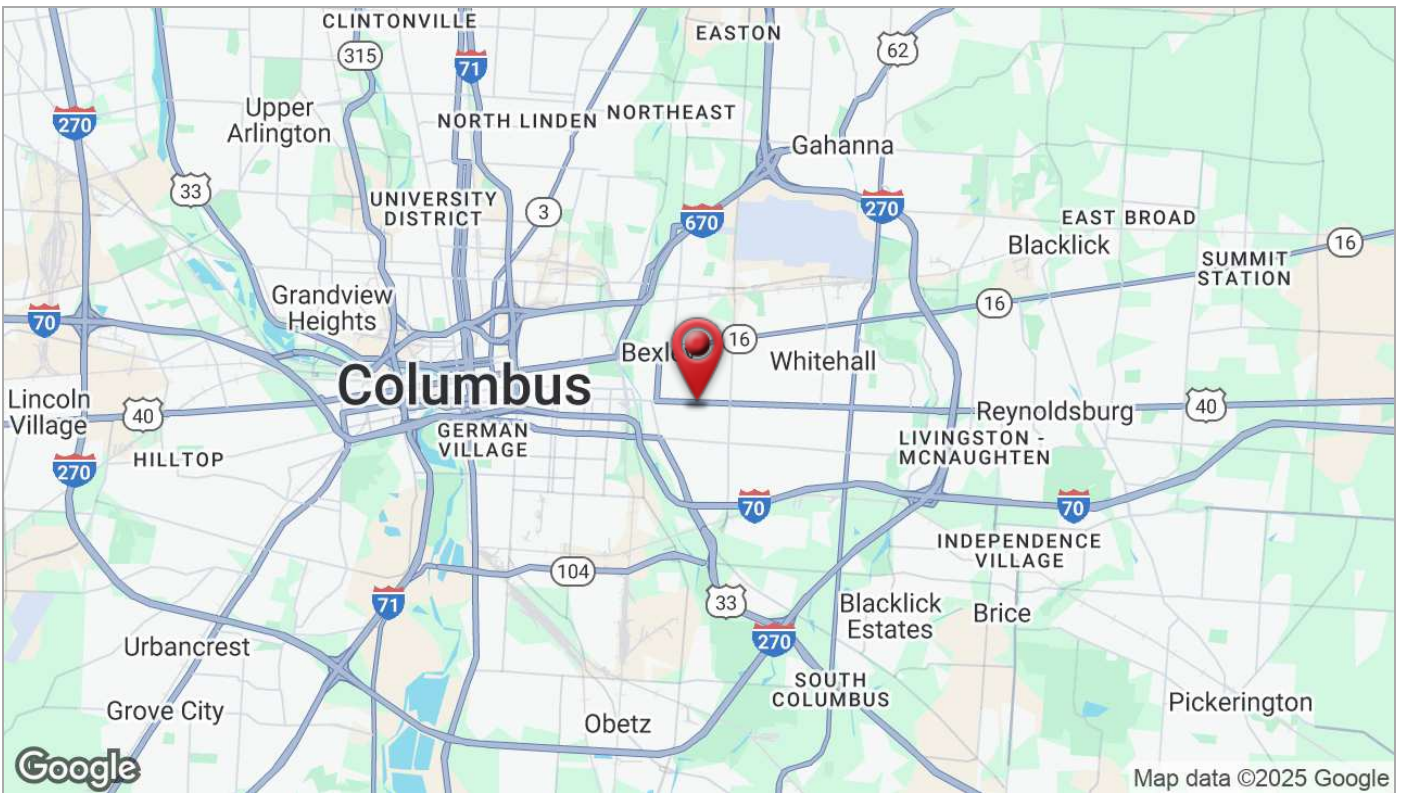 CLINTONVILLE
EASTON
315
62
71
270
Upper
Arlington
NORTH LINDEN
NORTHEAST
Gahanna
33
UNIVERSITY
DISTRICT
3
670
270
EAST BROAD
Blacklick
16
SUMMIT
STATION
Grandview
Heights
16
70
16
Whitehall
Columbus
Lincoln
Village
40
Reynoldsburg
40
GERMAN
VILLAGE
LIVINGSTON -
MCNAUGHTEN
HILLTOP
270
70
70
INDEPENDENCE
VILLAGE
104
71
33
Blacklick
Estates
Brice
270
Urbancrest
SOUTH
COLUMBUS
Grove City
Obetz
Pickerington
Google
Map data ©2025 Google